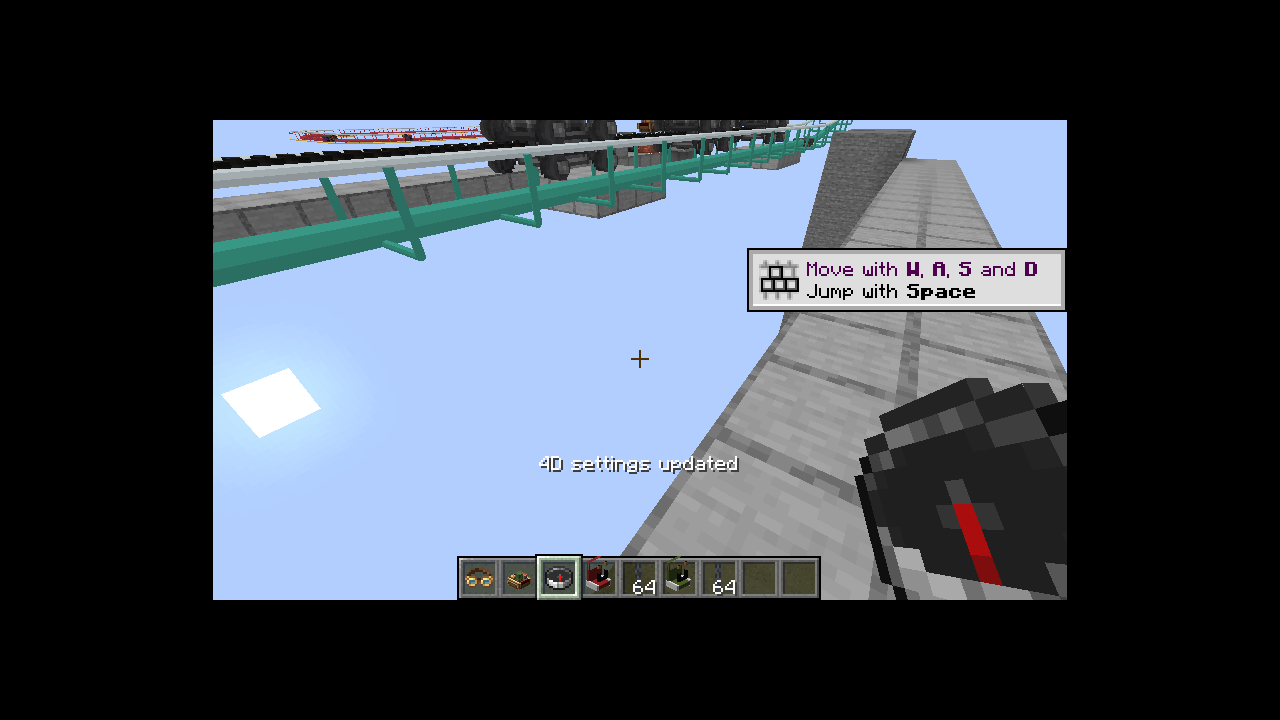 Move with W, A, S and D
Jump with Space
4D settings updated
64
64